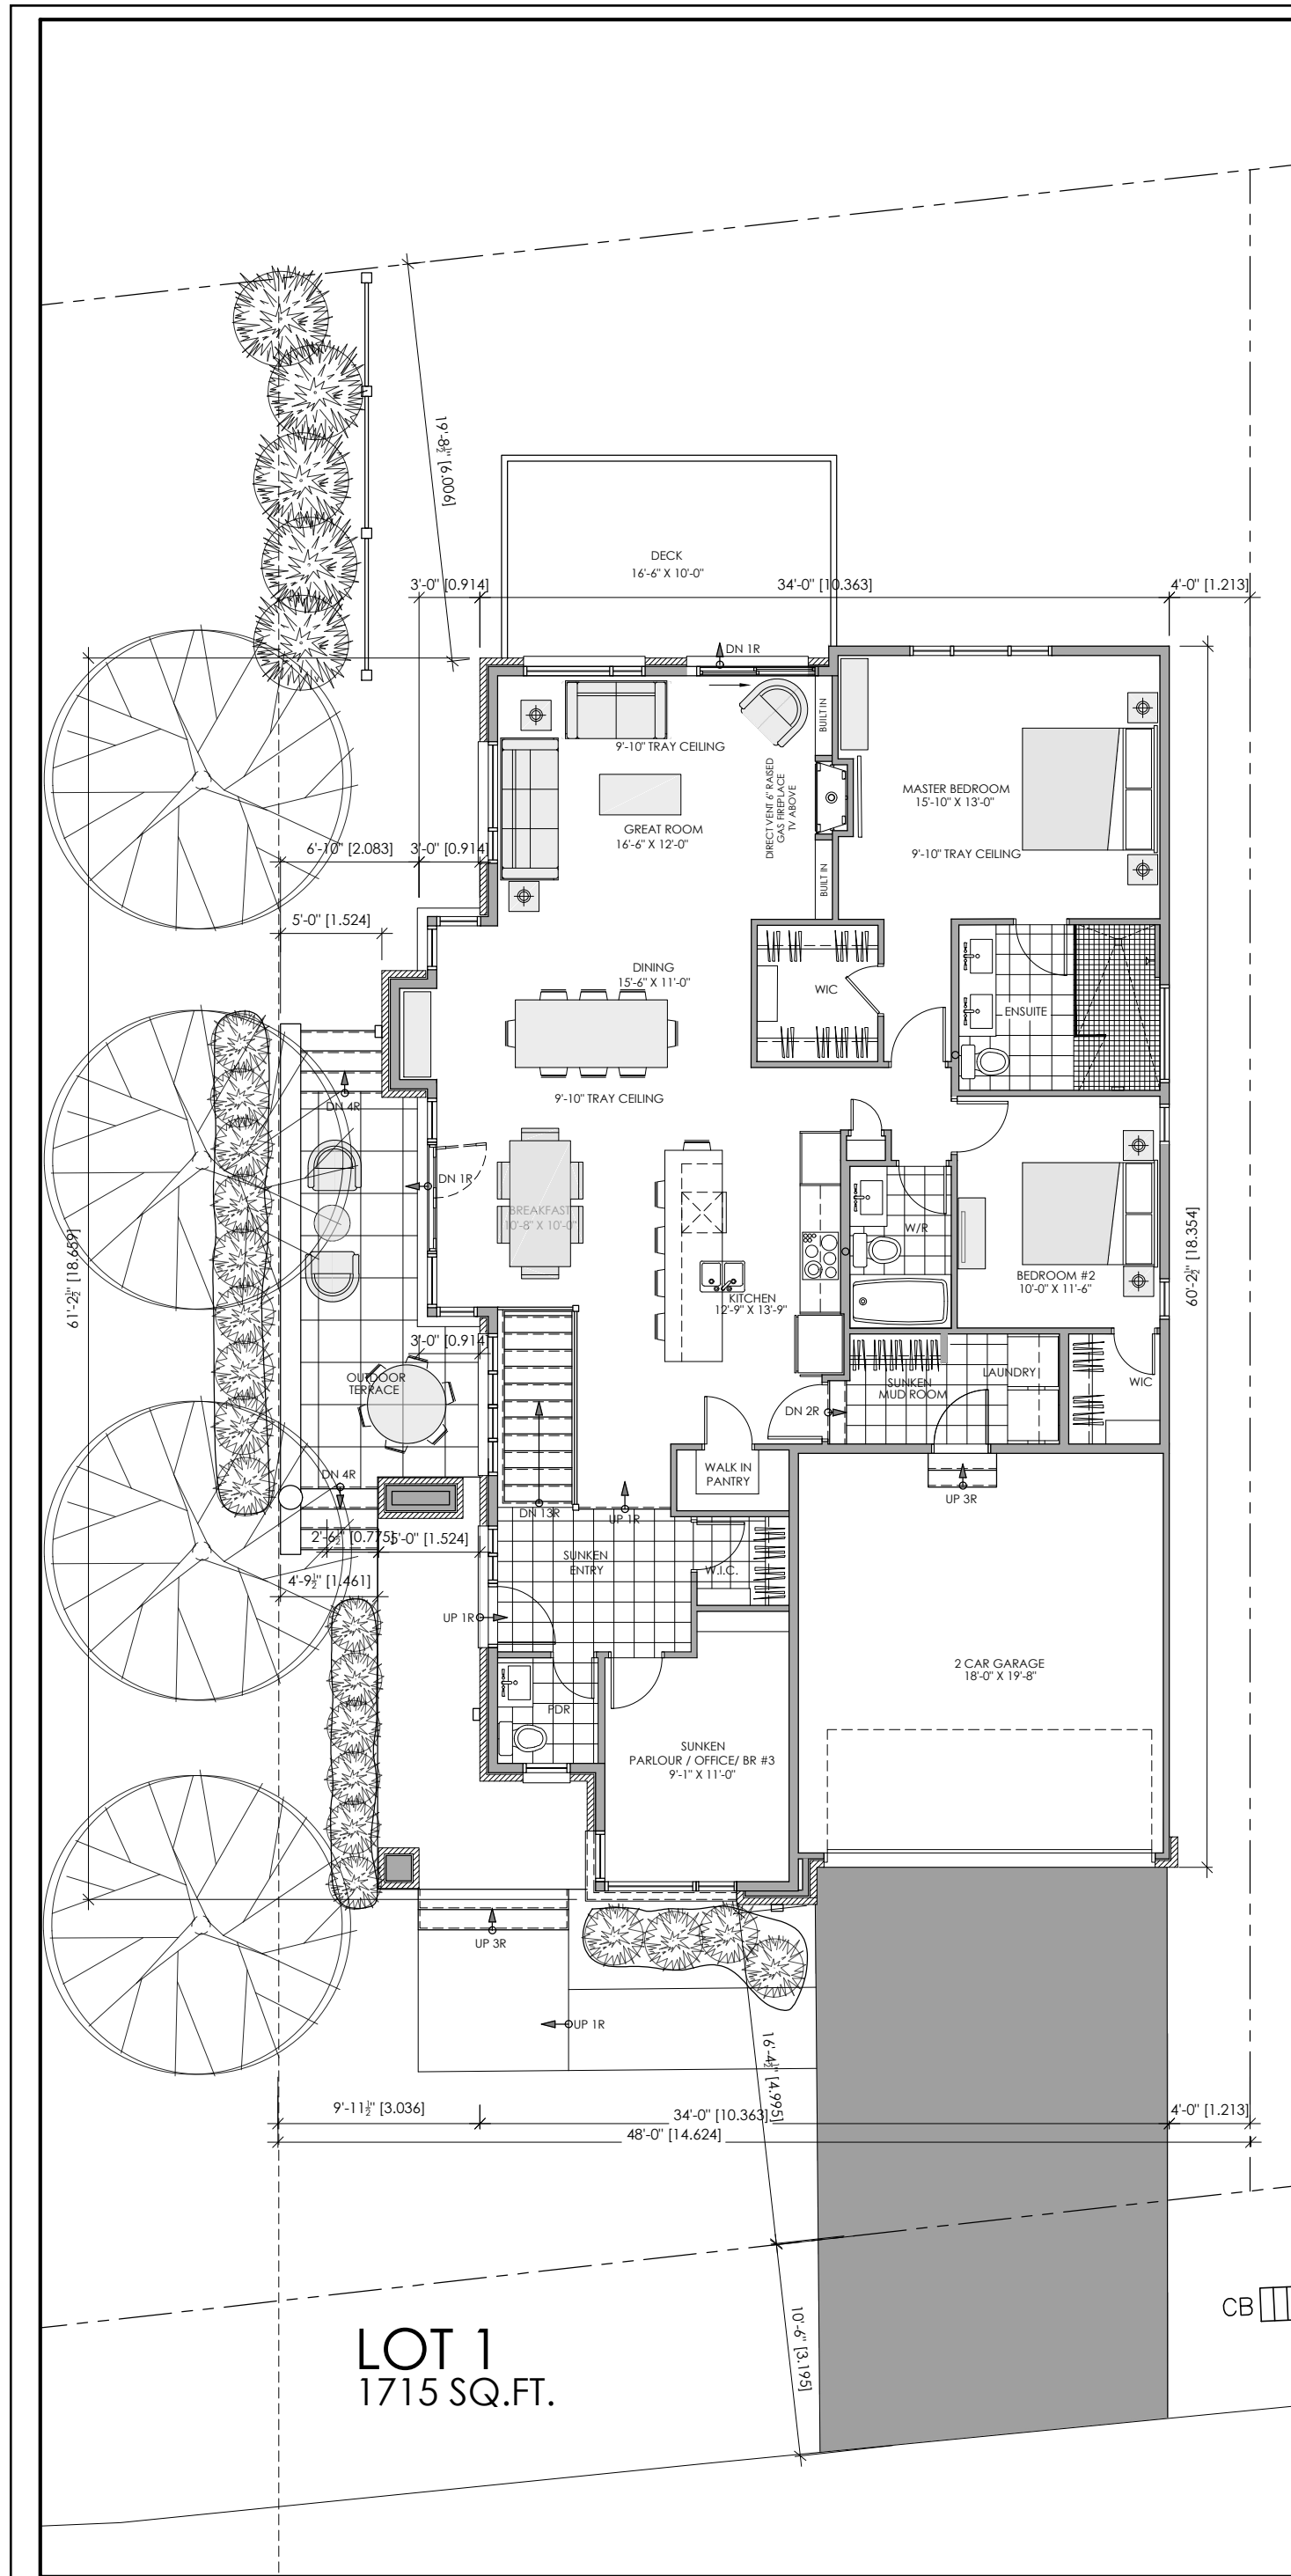 19'-8½" [6.006]
DECK
16'-6" X 10'-0"
3'-0" [0.914]
34'-0" [10.363]
4'-0" [1.213]
DN 1R
BUILT IN
9'-10" TRAY CEILING
DIRECT VENT 6" RAISED
GAS FIREPLACE
TV ABOVE
MASTER BEDROOM
15'-10" X 13'-0"
GREAT ROOM
16'-6" X 12'-0"
6'-10" [2.083]
3'-0" [0.914]
9'-10" TRAY CEILING
BUILT IN
5'-0" [1.524]
DINING
15'-6" X 11'-0"
WIC
ENSUITE
9'-10" TRAY CEILING
DN 4R
DN 1R
BREAKFAST
10'-8" X 10'-0"
W/R
61'-2½" [18.659]
60'-2½" [18.354]
BEDROOM #2
10'-0" X 11'-6"
KITCHEN
12'-9" X 13'-9"
3'-0" [0.914]
OUTDOOR
TERRACE
LAUNDRY
SUNKEN
MUD ROOM
WIC
DN 2R
WALK IN
PANTRY
DN 4R
UP 3R
DN 13R
UP 1R
2'-6½" [0.775]
5'-0" [1.524]
SUNKEN
ENTRY
W.I.C.
4'-9½" [1.461]
UP 1R
2 CAR GARAGE
18'-0" X 19'-8"
PDR
SUNKEN
PARLOUR / OFFICE/ BR #3
9'-1" X 11'-0"
UP 3R
UP 1R
16'-4½" [4.995]
9'-11½" [3.036]
34'-0" [10.363]
4'-0" [1.213]
48'-0" [14.624]
CB
10'-6" [3.195]
LOT 1
1715 SQ.FT.